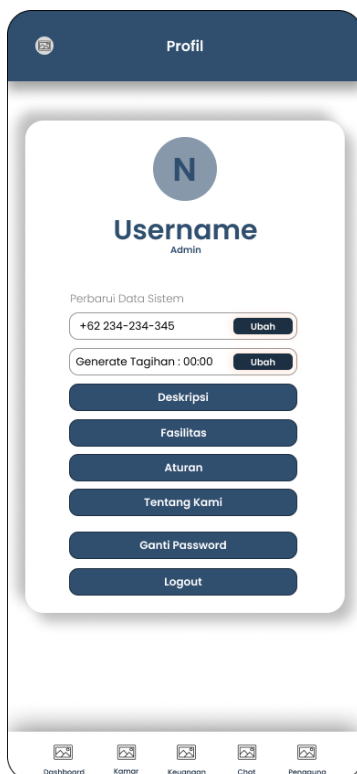 Profil
N
Username
Admin
Perbarui Data Sistem
+62 234-234-345 Ubah
Generate Tagihan : 00:00 Ubah
Deskripsi
Fasilitas
Aturan
Tentang Kami
Ganti Password
Logout
Dashboard Kamar Keuangan Chat Pengguna